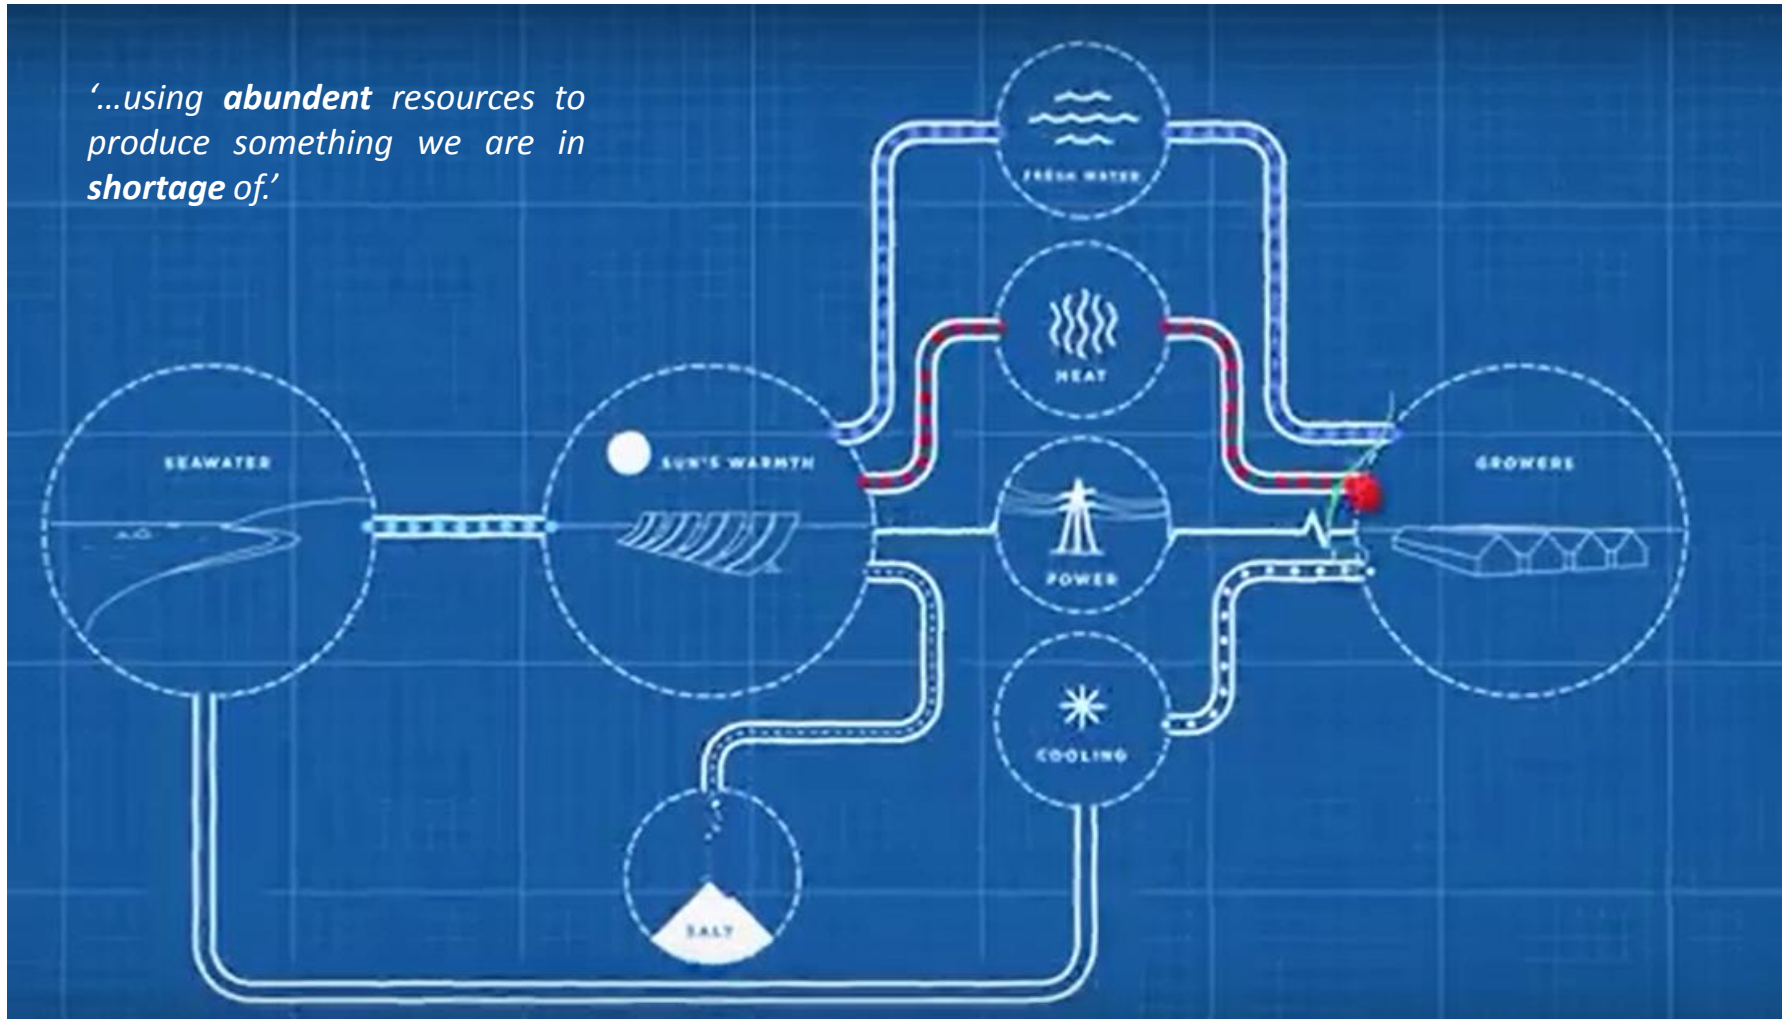 ‘...using abundent resources to
produce something we are in
shortage of.’
FRESH WATER
HEAT
SEAWATER
SUN'S WARMTH
GROWERS
POWER
COOLING
SALT